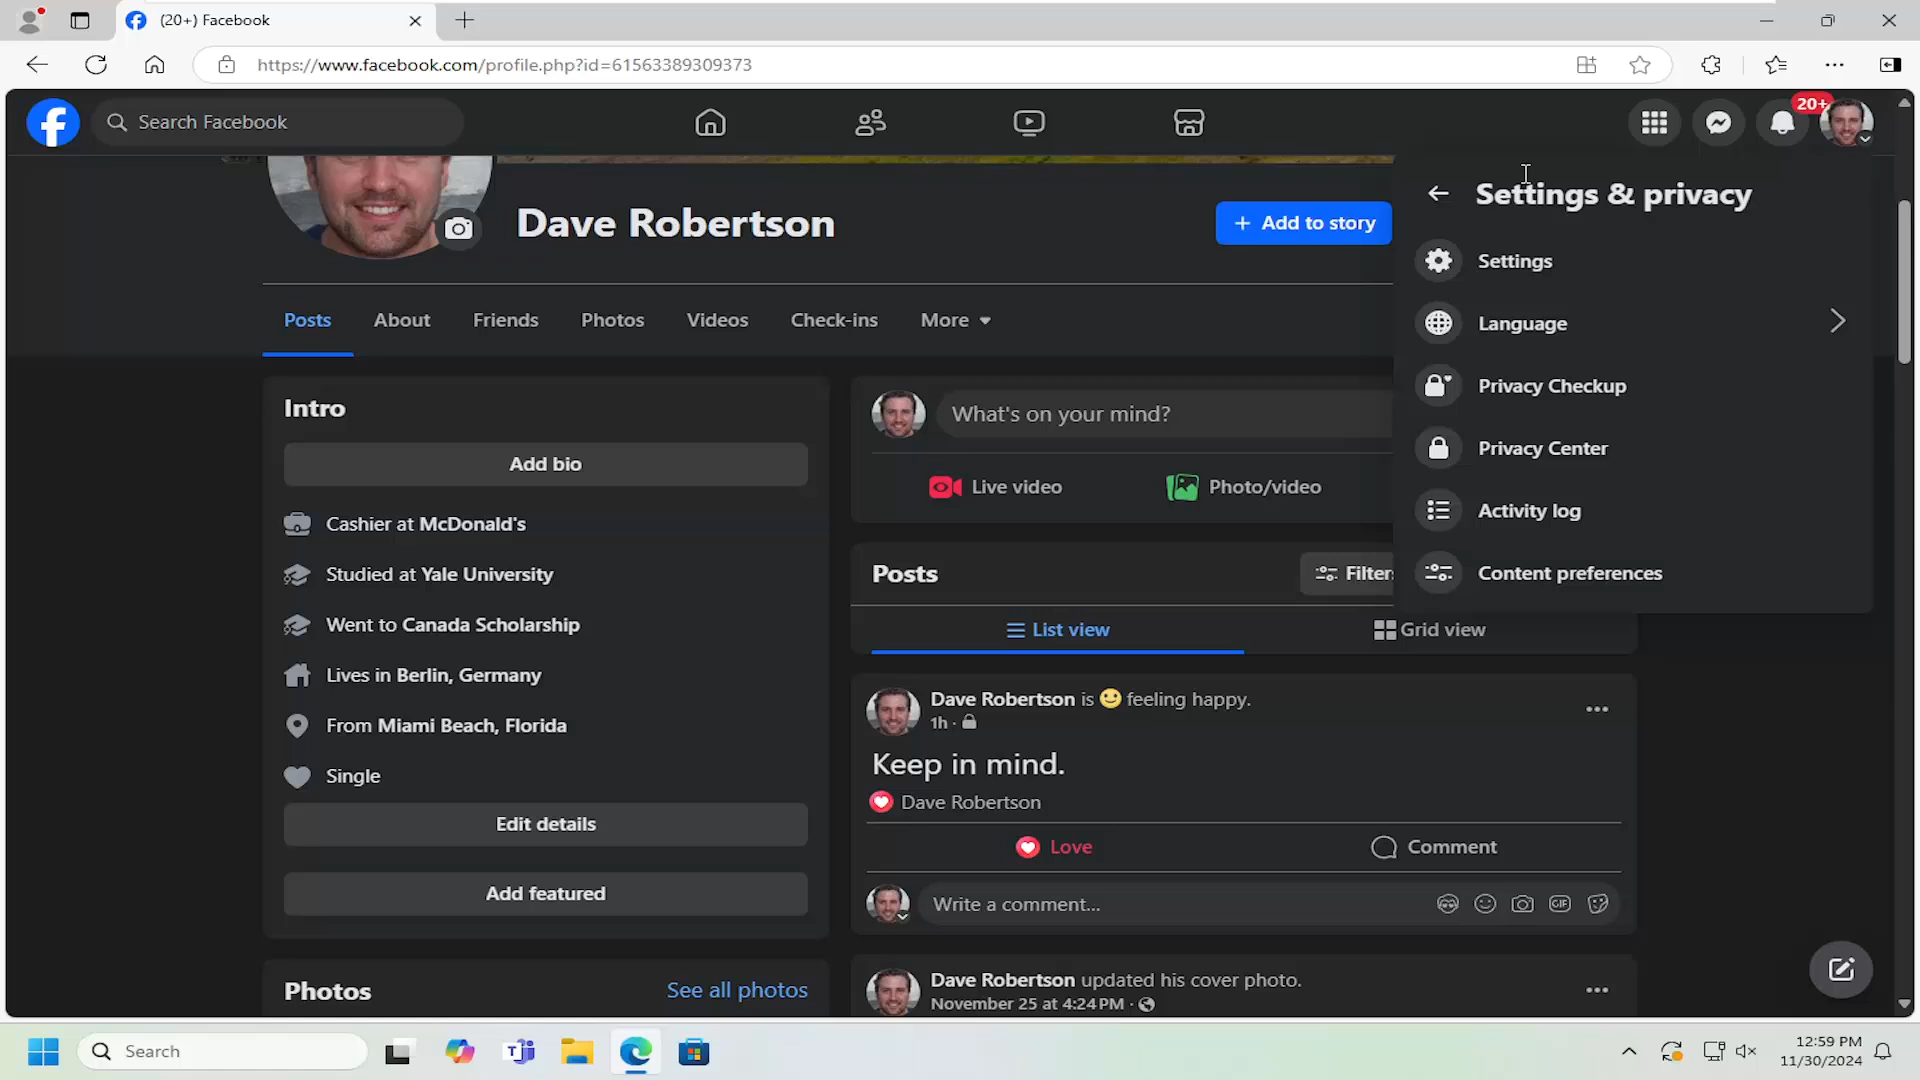 (20+) Facebook
https://www.facebook.com/profile.php?id=61563389309373
Search Facebook
20+
Dave Robertson
+ Add to story
Settings & privacy
Settings
Language
Privacy Checkup
Privacy Center
Activity log
Content preferences
Posts
About
Friends
Photos
Videos
Check-ins
More
Intro
Add bio
Cashier at McDonald's
Studied at Yale University
Went to Canada Scholarship
Lives in Berlin, Germany
From Miami Beach, Florida
Single
Edit details
Add featured
Photos
See all photos
What's on your mind?
Live video
Photo/video
Posts
Filters
List view
Grid view
Dave Robertson is feeling happy.
1h ·
Keep in mind.
Dave Robertson
Love
Comment
Write a comment...
GIF
Dave Robertson updated his cover photo.
November 25 at 4:24 PM ·
Search
12:59 PM
11/30/2024